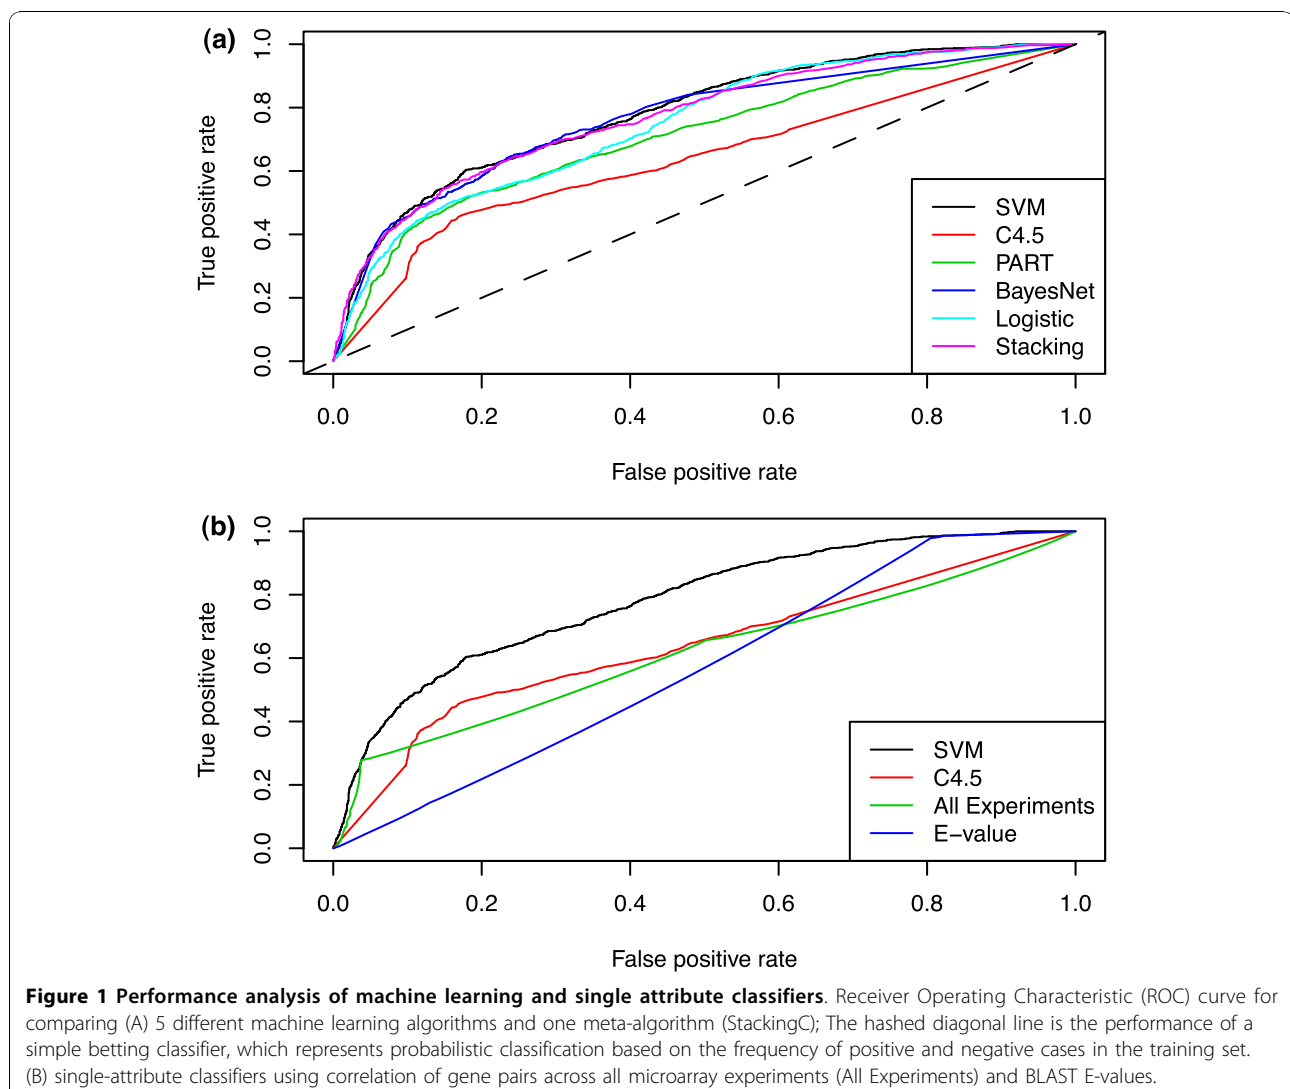 (a)
1.0
0.8
0.6
0.4
0.2
0.0
True positive rate
SVM
C4.5
PART
BayesNet
Logistic
Stacking
0.0 0.2 0.4 0.6 0.8 1.0
False positive rate
(b)
1.0
0.8
0.6
0.4
0.2
0.0
True positive rate
SVM
C4.5
All Experiments
E−value
0.0 0.2 0.4 0.6 0.8 1.0
False positive rate
Figure 1 Performance analysis of machine learning and single attribute classifiers. Receiver Operating Characteristic (ROC) curve for
comparing (A) 5 different machine learning algorithms and one meta-algorithm (StackingC); The hashed diagonal line is the performance of a
simple betting classifier, which represents probabilistic classification based on the frequency of positive and negative cases in the training set.
(B) single-attribute classifiers using correlation of gene pairs across all microarray experiments (All Experiments) and BLAST E-values.